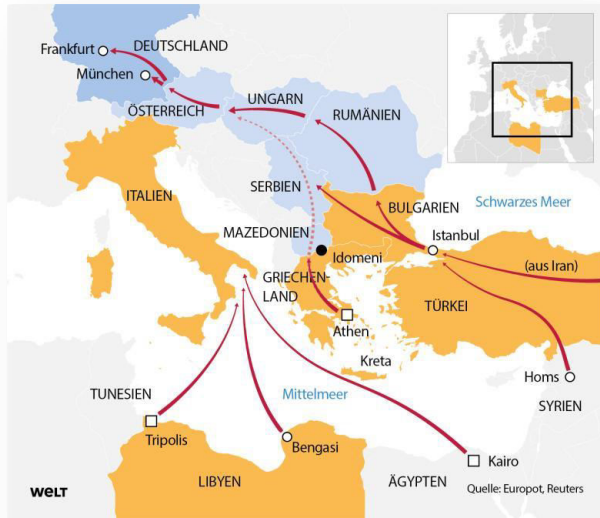 Frankfurt
DEUTSCHLAND
München
ÖSTERREICH
UNGARN
RUMÄNIEN
ITALIEN
SERBIEN
BULGARIEN
Schwarzes Meer
MAZEDONIEN
Istanbul
Idomeni
(aus Iran)
GRIECHEN-
LAND
TÜRKEI
Athen
Kreta
Homs
TUNESIEN
Mittelmeer
SYRIEN
Tripolis
Bengasi
Kairo
LIBYEN
ÄGYPTEN
WELT
Quelle: Europot, Reuters